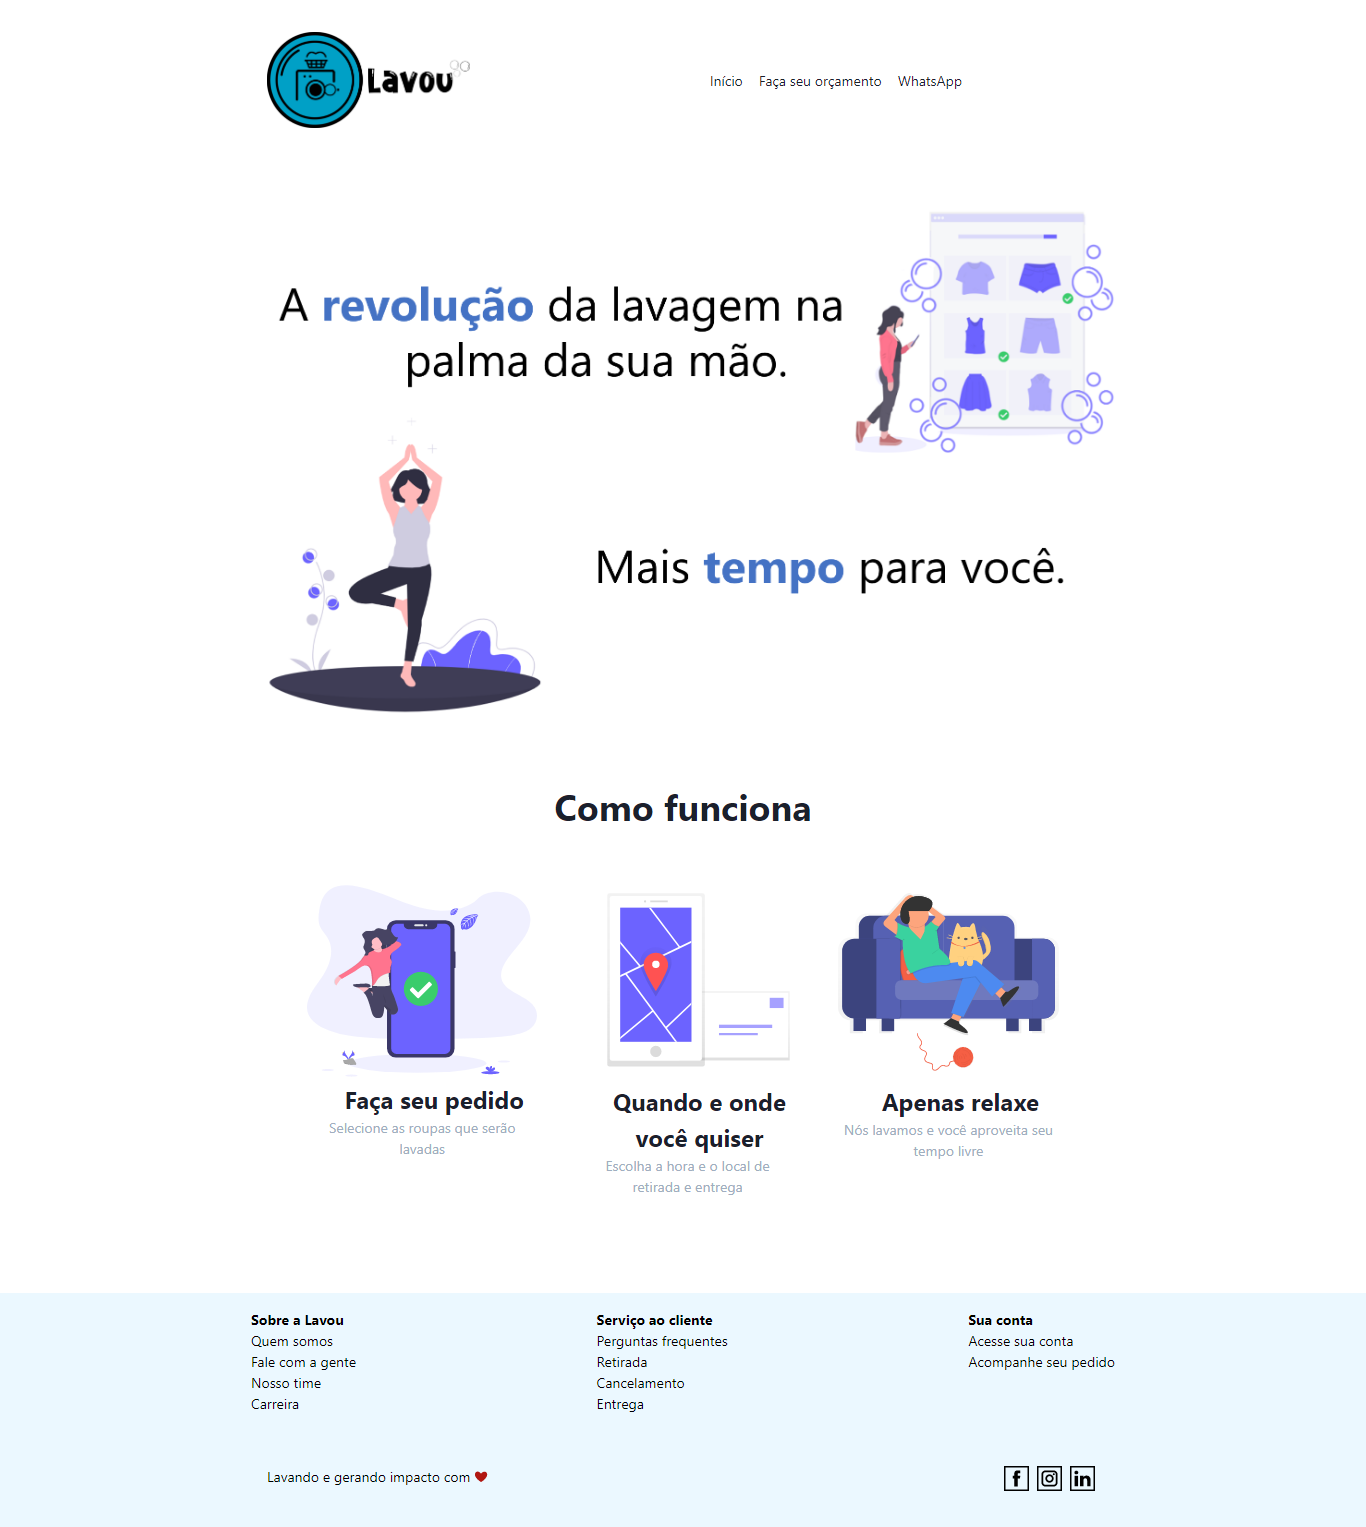 Lavou
Início Faça seu orçamento WhatsApp
A revolução da lavagem na
palma da sua mão.
Mais tempo para você.
Como funciona
Faça seu pedido
Selecione as roupas que serão
lavadas
Quando e onde
você quiser
Escolha a hora e o local de
retirada e entrega
Apenas relaxe
Nós lavamos e você aproveita seu
tempo livre
Sobre a Lavou
Quem somos
Fale com a gente
Nosso time
Carreira
Serviço ao cliente
Perguntas frequentes
Retirada
Cancelamento
Entrega
Sua conta
Acesse sua conta
Acompanhe seu pedido
Lavando e gerando impacto com ❤